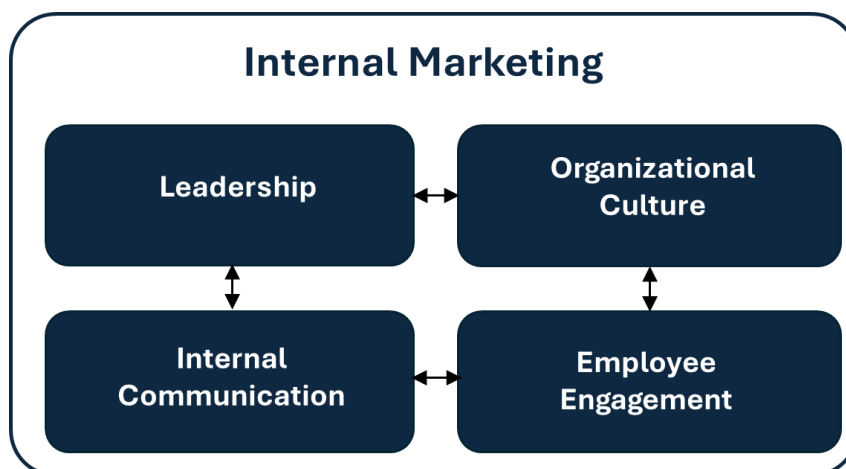 Internal Marketing
Leadership
Organizational
Culture
Internal
Communication
Employee
Engagement